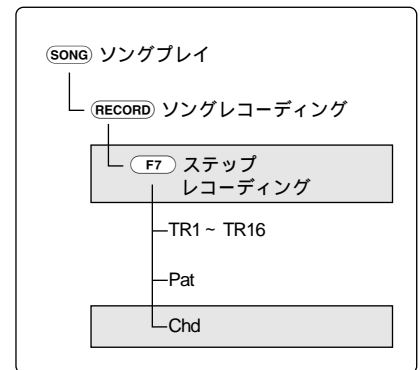 SONG ソングプレイ
RECORD ソングレコーディング
F7 ステップ
レコーディング
TR1 ~ TR16
Pat
Chd